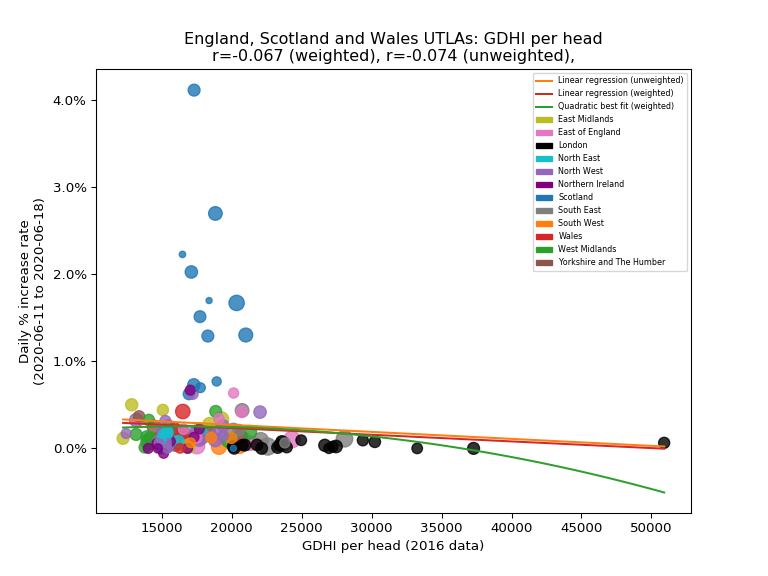 England, Scotland and Wales UTLAs: GDHI per head
r=-0.067 (weighted), r=-0.074 (unweighted),
Linear regression (unweighted)
Linear regression (weighted)
Quadratic best fit (weighted)
East Midlands
East of England
London
North East
North West
Northern Ireland
Scotland
South East
South West
Wales
West Midlands
Yorkshire and The Humber
4.0%
3.0%
2.0%
1.0%
0.0%
Daily % increase rate
(2020-06-11 to 2020-06-18)
15000 20000 25000 30000 35000 40000 45000 50000
GDHI per head (2016 data)